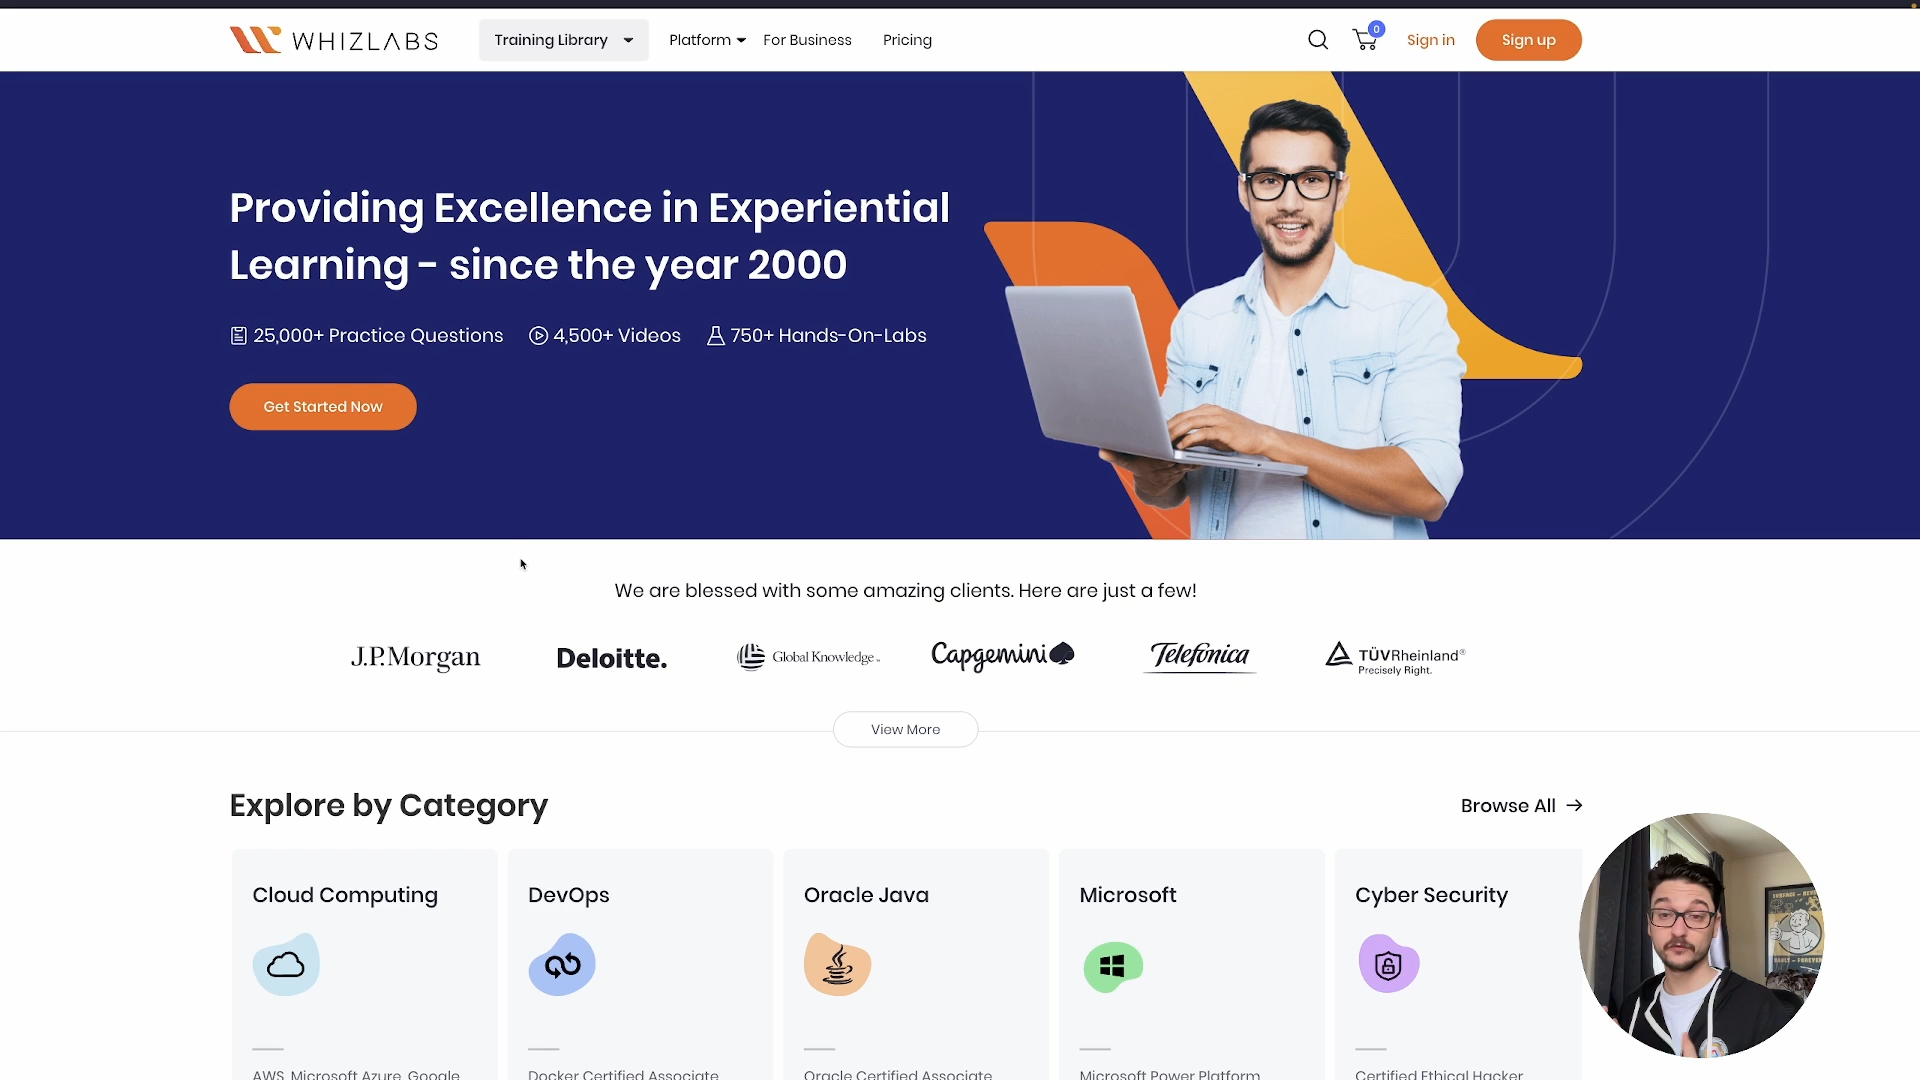 WHIZLABS
Training Library
Platform
For Business
Pricing
0
Sign in
Sign up
Providing Excellence in Experiential
Learning - since the year 2000
25,000+ Practice Questions
4,500+ Videos
750+ Hands-On-Labs
Get Started Now
We are blessed with some amazing clients. Here are just a few!
J.P.Morgan
Deloitte.
Global Knowledge
Capgemini
Telefónica
TÜVRheinland®
Precisely Right.
View More
Explore by Category
Browse All
Cloud Computing
DevOps
Oracle Java
Microsoft
Cyber Security
AWS, Microsoft Azure, Google
Docker Certified Associate
Oracle Certified Associate
Microsoft Power Platform
Certified Ethical Hacker